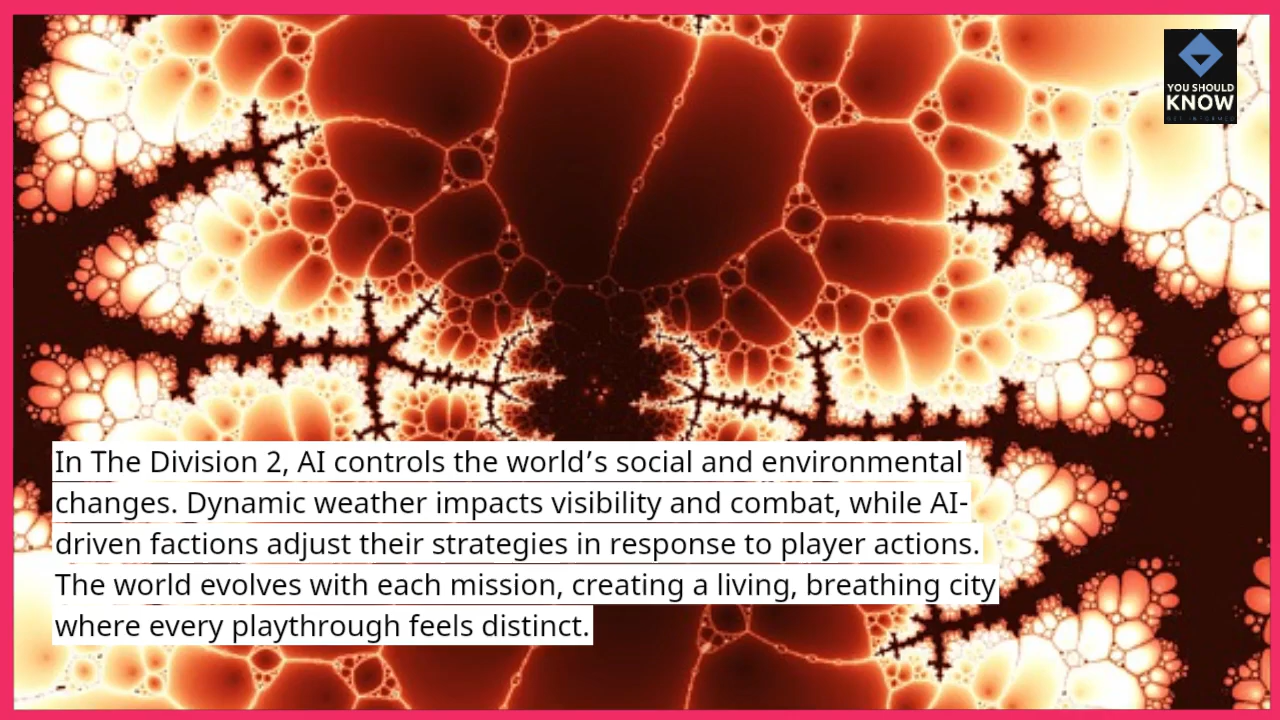 YOU SHOULD
KNOW
GET INFORMED
In The Division 2, AI controls the world’s social and environmental
changes. Dynamic weather impacts visibility and combat, while AI-
driven factions adjust their strategies in response to player actions.
The world evolves with each mission, creating a living, breathing city
where every playthrough feels distinct.